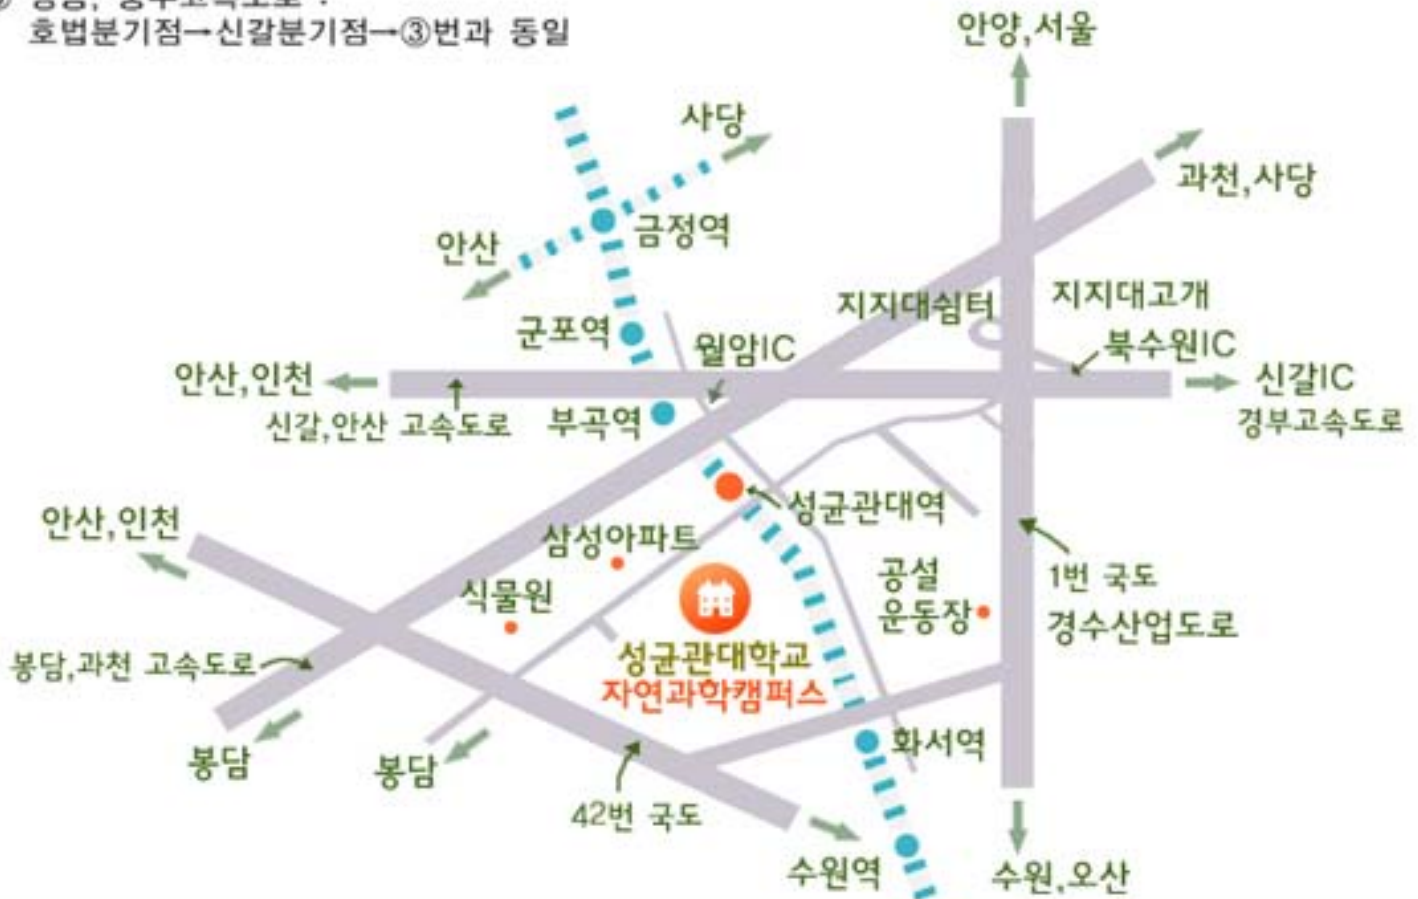 호법분기점→신갈분기점→③번과 동일
안양,서울
사당
과천,사당
금정역
안산
지지대쉼터
지지대고개
군포역
월암IC
북수원IC
안산,인천
신갈IC
경부고속도로
신갈,안산 고속도로
부곡역
성균관대역
안산,인천
삼성아파트
공설
운동장
1번 국도
경수산업도로
식물원
성균관대학교
자연과학캠퍼스
봉담,과천 고속도로
화서역
봉담
봉담
42번 국도
수원역
수원,오산